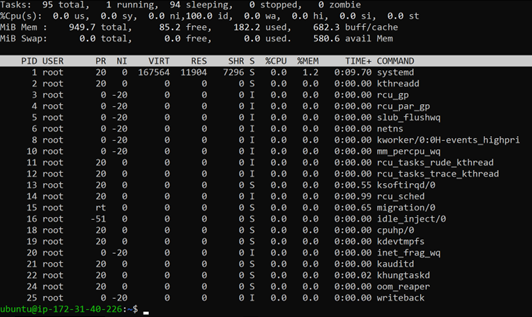 Tasks:  95 total,   1 running,  94 sleeping,   0 stopped,   0 zombie
%Cpu(s):  0.0 us,  0.0 sy,  0.0 ni,100.0 id,  0.0 wa,  0.0 hi,  0.0 si,  0.0 st
MiB Mem :    949.7 total,     85.2 free,    182.2 used,    682.3 buff/cache
MiB Swap:      0.0 total,      0.0 free,      0.0 used.    580.6 avail Mem
PID USER      PR  NI    VIRT    RES    SHR S  %CPU  %MEM     TIME+ COMMAND
1 root      20   0  167564  11904   7296 S   0.0   1.2   0:09.70 systemd
2 root      20   0       0      0      0 S   0.0   0.0   0:00.00 kthreadd
3 root       0 -20       0      0      0 I   0.0   0.0   0:00.00 rcu_gp
4 root       0 -20       0      0      0 I   0.0   0.0   0:00.00 rcu_par_gp
5 root       0 -20       0      0      0 I   0.0   0.0   0:00.00 slub_flushwq
6 root       0 -20       0      0      0 I   0.0   0.0   0:00.00 netns
8 root       0 -20       0      0      0 I   0.0   0.0   0:00.00 kworker/0:0H-events_highpri
10 root       0 -20       0      0      0 I   0.0   0.0   0:00.00 mm_percpu_wq
11 root      20   0       0      0      0 I   0.0   0.0   0:00.00 rcu_tasks_rude_kthread
12 root      20   0       0      0      0 I   0.0   0.0   0:00.00 rcu_tasks_trace_kthread
13 root      20   0       0      0      0 S   0.0   0.0   0:00.55 ksoftirqd/0
14 root      20   0       0      0      0 I   0.0   0.0   0:00.99 rcu_sched
15 root      rt   0       0      0      0 S   0.0   0.0   0:00.65 migration/0
16 root     -51   0       0      0      0 S   0.0   0.0   0:00.00 idle_inject/0
18 root      20   0       0      0      0 S   0.0   0.0   0:00.00 cpuhp/0
19 root      20   0       0      0      0 S   0.0   0.0   0:00.00 kdevtmpfs
20 root       0 -20       0      0      0 I   0.0   0.0   0:00.00 inet_frag_wq
21 root      20   0       0      0      0 S   0.0   0.0   0:00.00 kauditd
22 root      20   0       0      0      0 S   0.0   0.0   0:00.02 khungtaskd
24 root      20   0       0      0      0 S   0.0   0.0   0:00.00 oom_reaper
25 root       0 -20       0      0      0 I   0.0   0.0   0:00.00 writeback
ubuntu@ip-172-31-40-226:~$